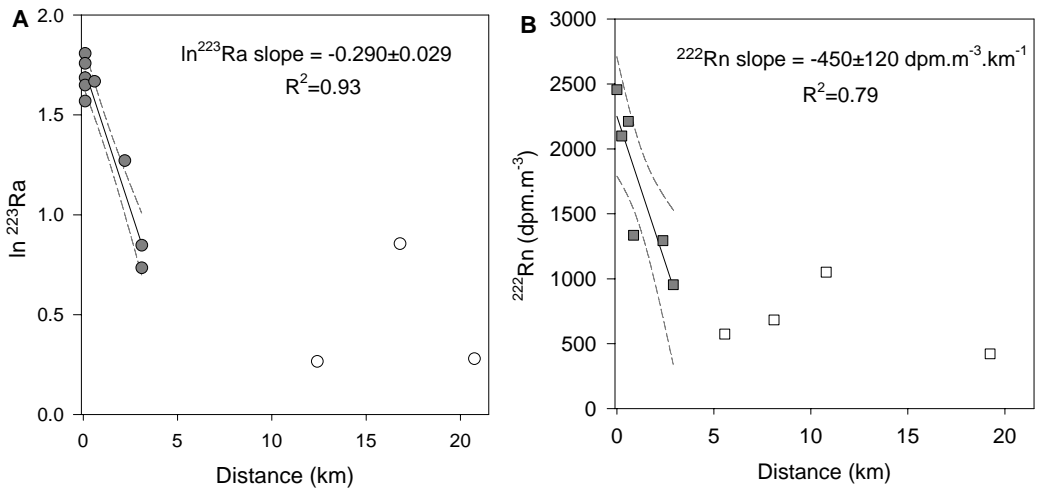 A
ln²²³Ra slope = -0.290±0.029
R²=0.93
2.0
1.5
1.0
0.5
0.0
ln ²²³Ra
0
5
10
15
20
Distance (km)
B
²²²Rn slope = -450±120 dpm.m⁻³.km⁻¹
R²=0.79
3000
2500
2000
1500
1000
500
0
²²²Rn (dpm.m⁻³)
0
5
10
15
20
Distance (km)